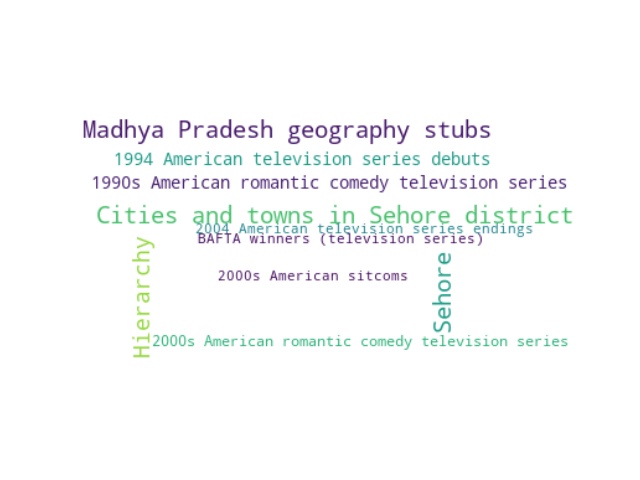 Madhya Pradesh geography stubs
1994 American television series debuts
1990s American romantic comedy television series
Cities and towns in Sehore district
2004 American television series endings
BAFTA winners (television series)
Hierarchy
Sehore
2000s American sitcoms
2000s American romantic comedy television series